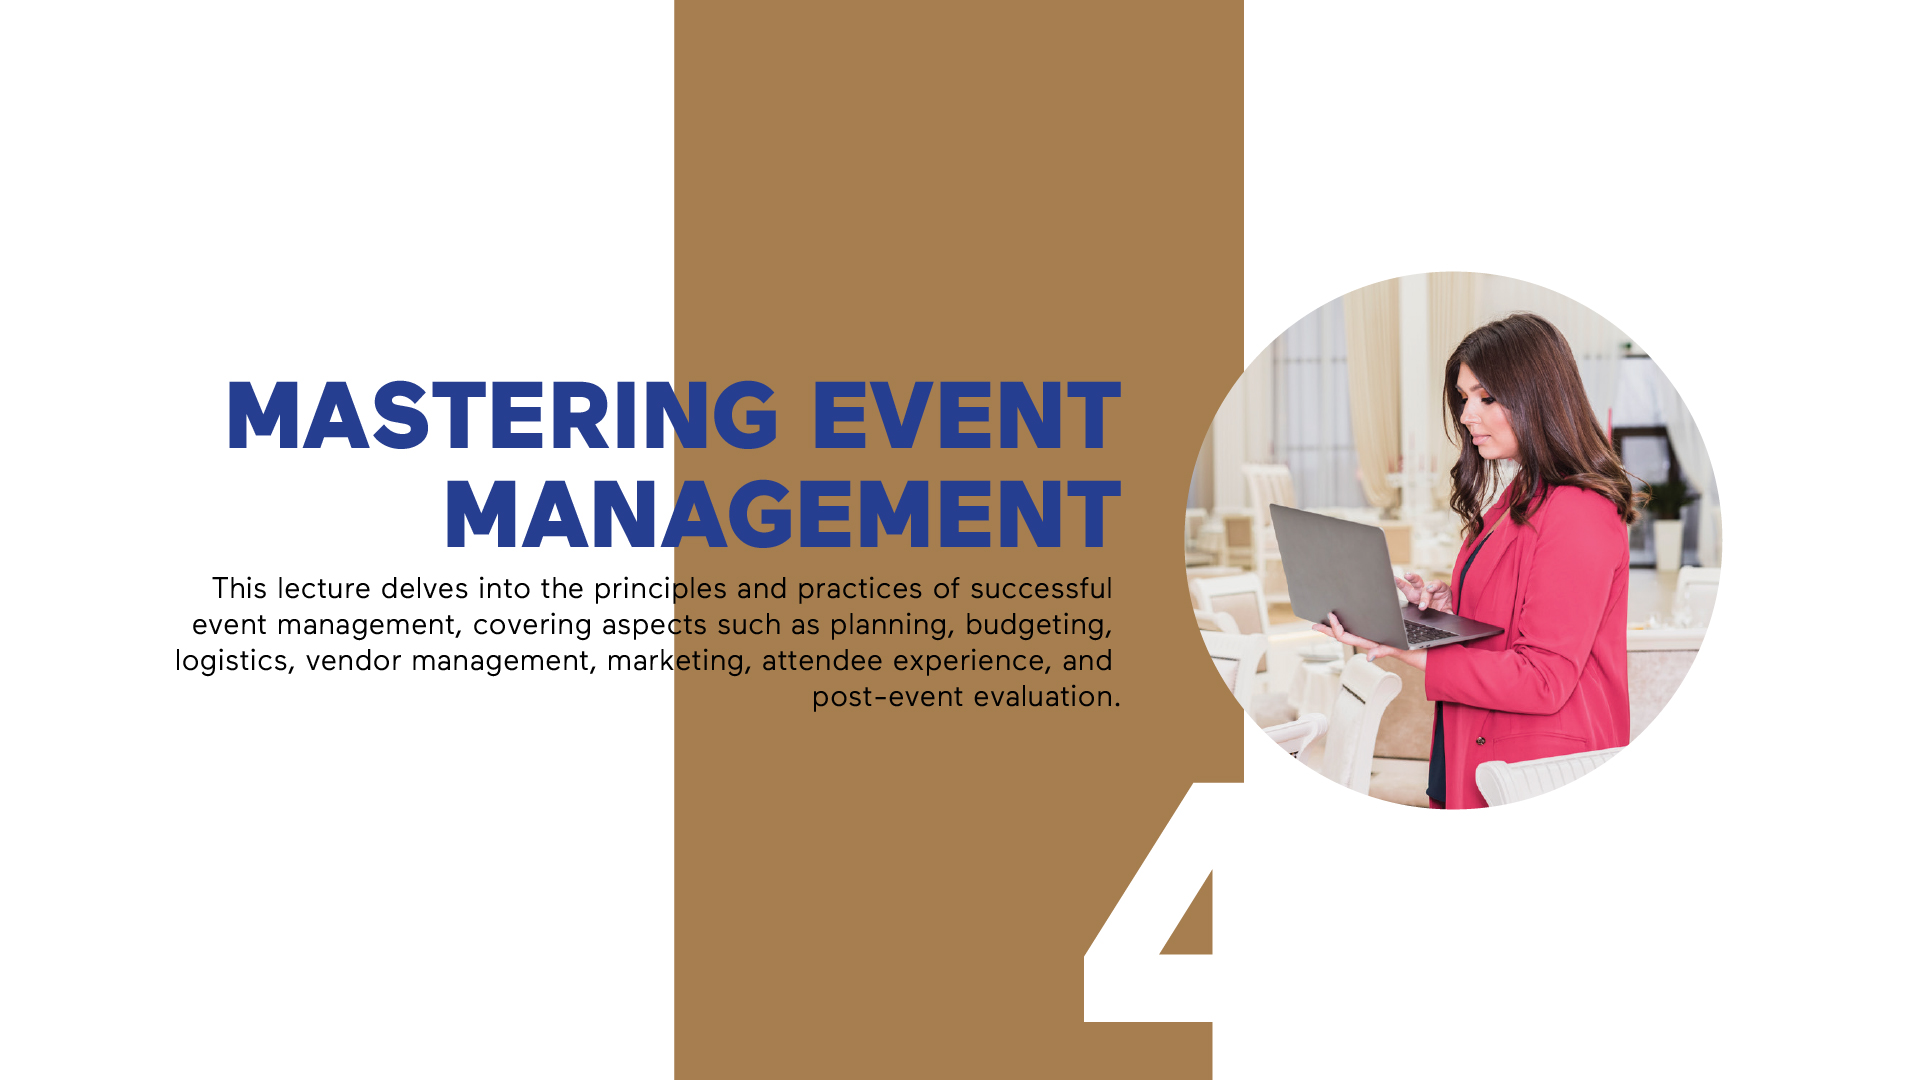 MASTERING EVENT
MANAGEMENT
This lecture delves into the principles and practices of successful
event management, covering aspects such as planning, budgeting,
logistics, vendor management, marketing, attendee experience, and
post-event evaluation.
4